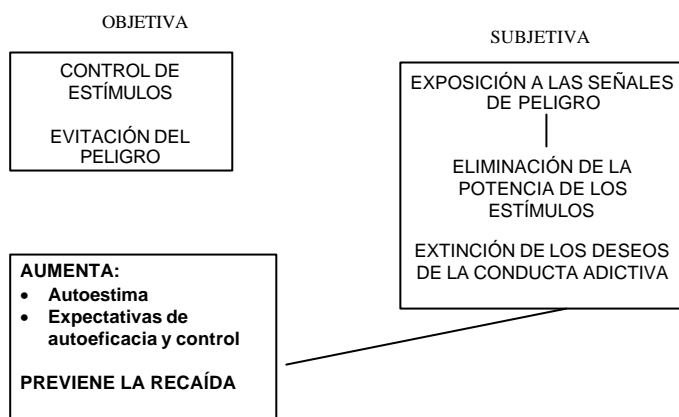 OBJETIVA
CONTROL DE
ESTÍMULOS
EVITACIÓN DEL
PELIGRO
SUBJETIVA
EXPOSICIÓN A LAS SEÑALES
DE PELIGRO
ELIMINACIÓN DE LA
POTENCIA DE LOS
ESTÍMULOS
EXTINCIÓN DE LOS DESEOS
DE LA CONDUCTA ADICTIVA
AUMENTA:
• Autoestima
• Expectativas de
autoeficacia y control
PREVIENE LA RECAÍDA